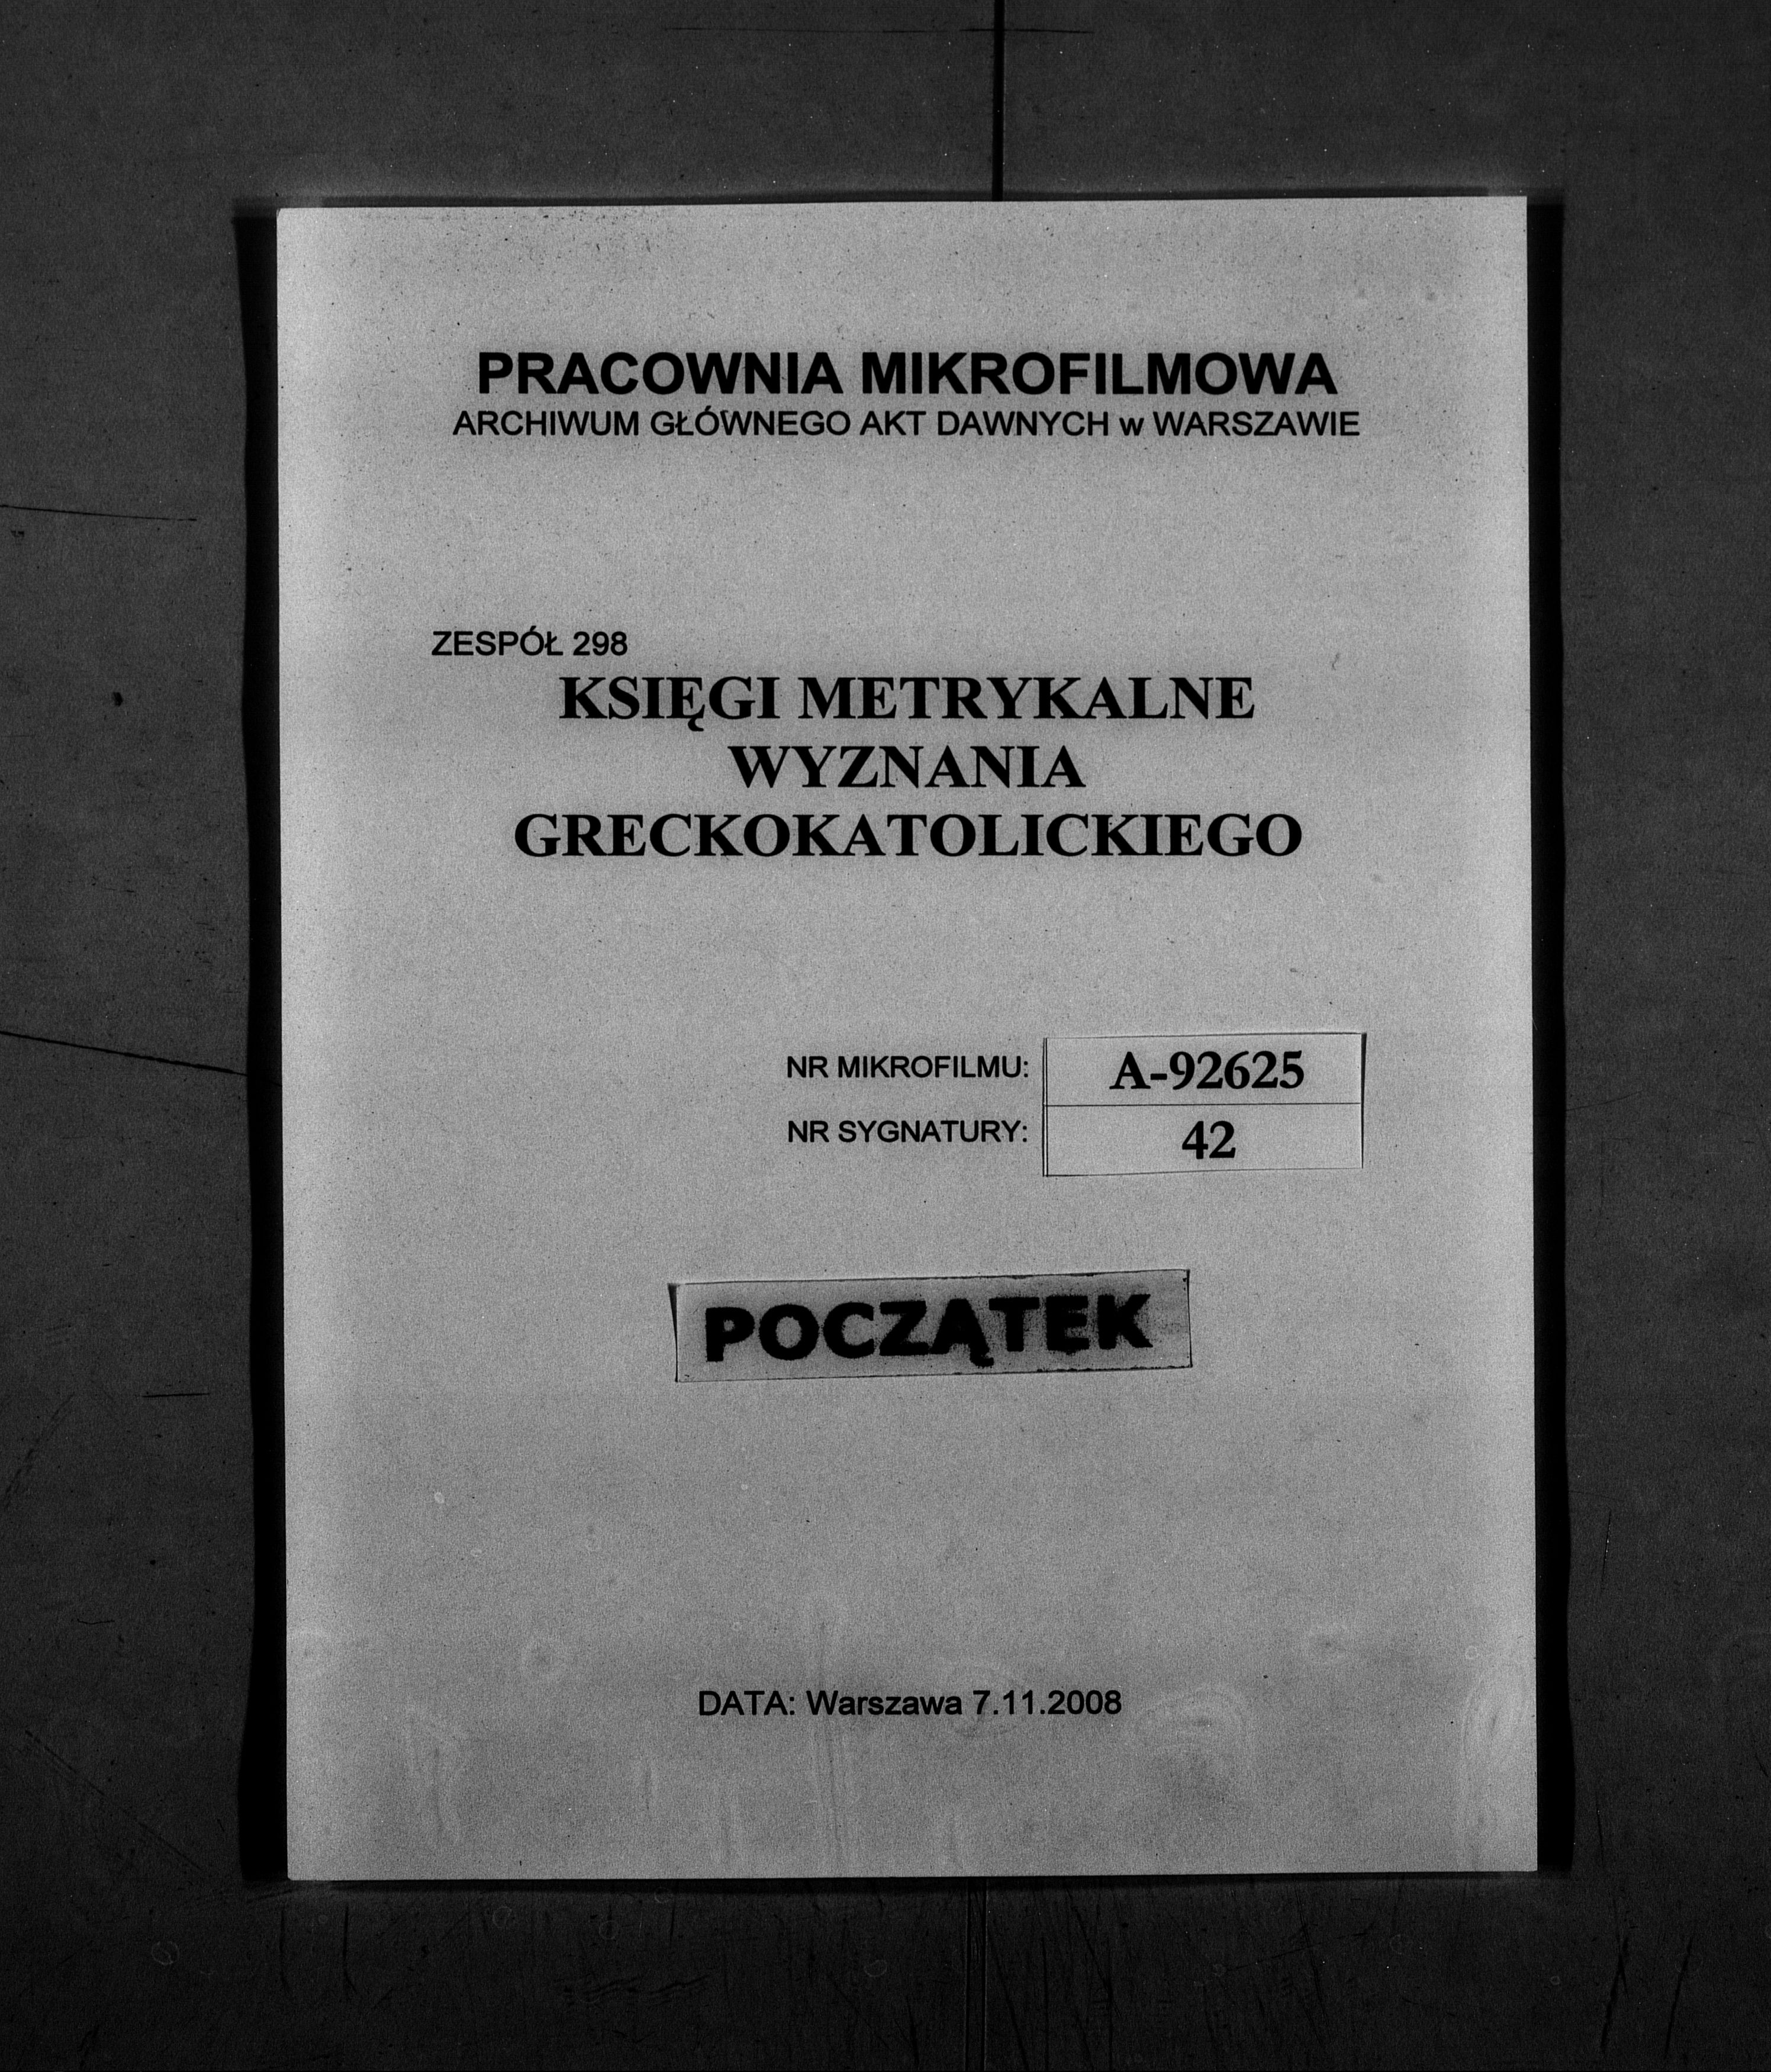 PRACOWNIA MIKROFILMOWA
ARCHIWUM GŁÓWNEGO AKT DAWNYCH w WARSZAWIE
ZESPÓŁ 298
KSIĘGI METRYKALNE
WYZNANIA
GRECKOKATOLICKIEGO
NR MIKROFILMU: A-92625
NR SYGNATURY: 42
POCZĄTEK
DATA: Warszawa 7.11.2008